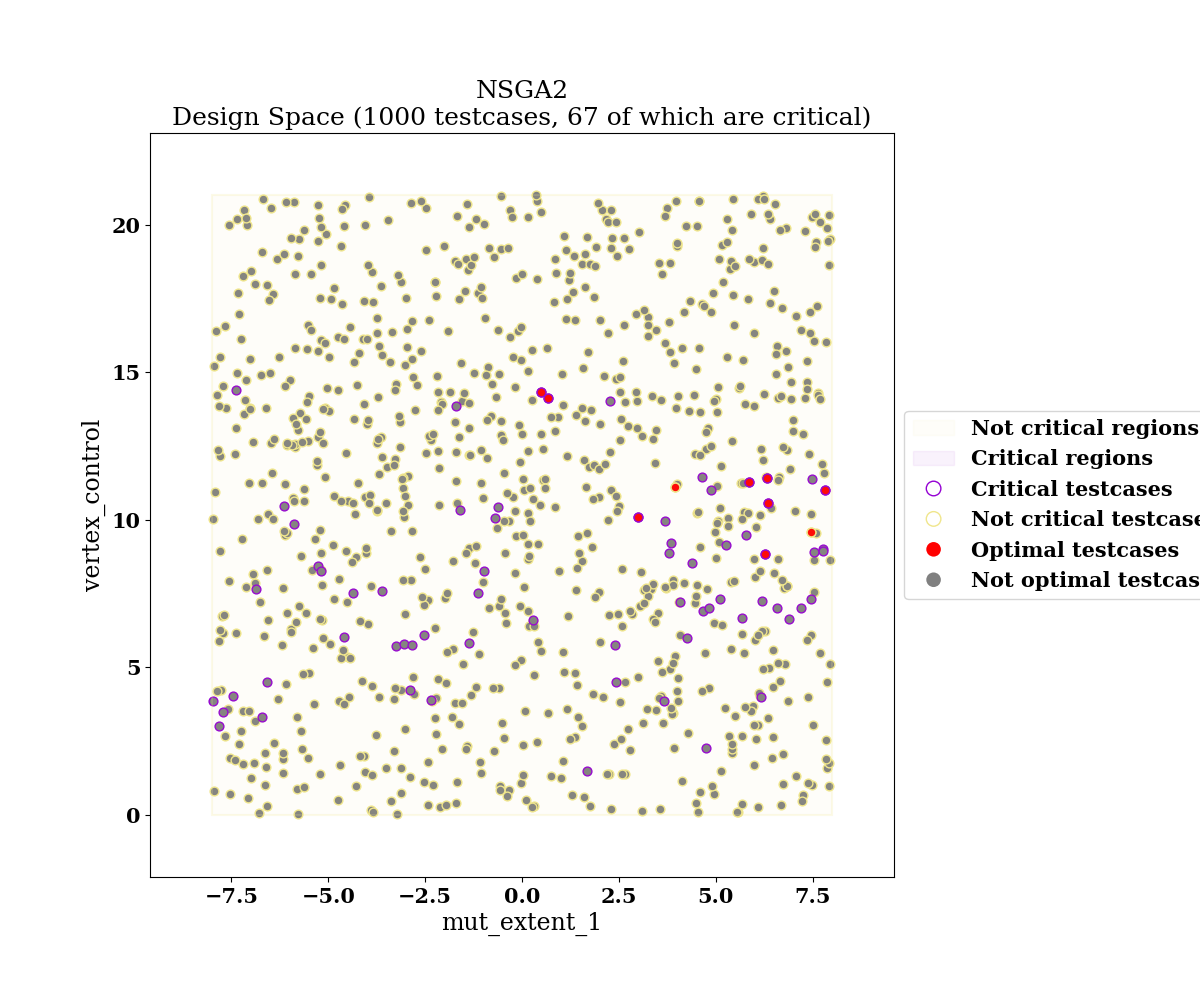 NSGA2
Design Space (1000 testcases, 67 of which are critical)
20
15
10
5
0
vertex_control
−7.5 −5.0 −2.5 0.0 2.5 5.0 7.5
mut_extent_1
Not critical regions
Critical regions
Critical testcases
Not critical testcase
Optimal testcases
Not optimal testcas